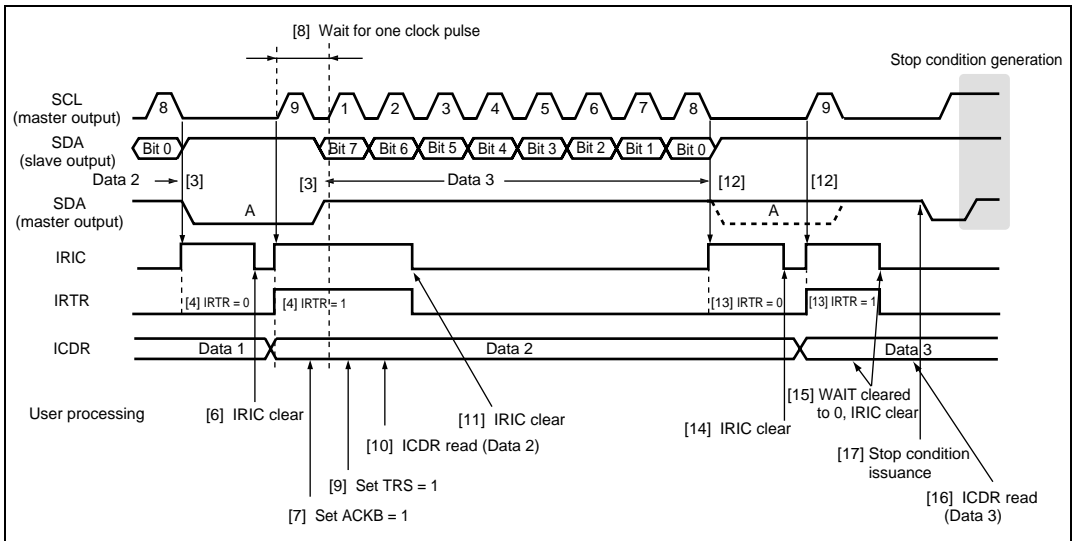 [8] Wait for one clock pulse
Stop condition generation
SCL
(master output)
8 9 1 2 3 4 5 6 7 8 9
SDA
(slave output)
Bit 0 Bit 7 Bit 6 Bit 5 Bit 4 Bit 3 Bit 2 Bit 1 Bit 0
Data 2 [3] [3] Data 3 [12] [12]
SDA
(master output)
A A
IRIC
IRTR
[4] IRTR = 0 [4] IRTR = 1 [13] IRTR = 0 [13] IRTR = 1
ICDR
Data 1 Data 2 Data 3
User processing
[6] IRIC clear
[11] IRIC clear
[10] ICDR read (Data 2)
[9] Set TRS = 1
[7] Set ACKB = 1
[14] IRIC clear
[15] WAIT cleared
to 0, IRIC clear
[17] Stop condition
issuance
[16] ICDR read
(Data 3)